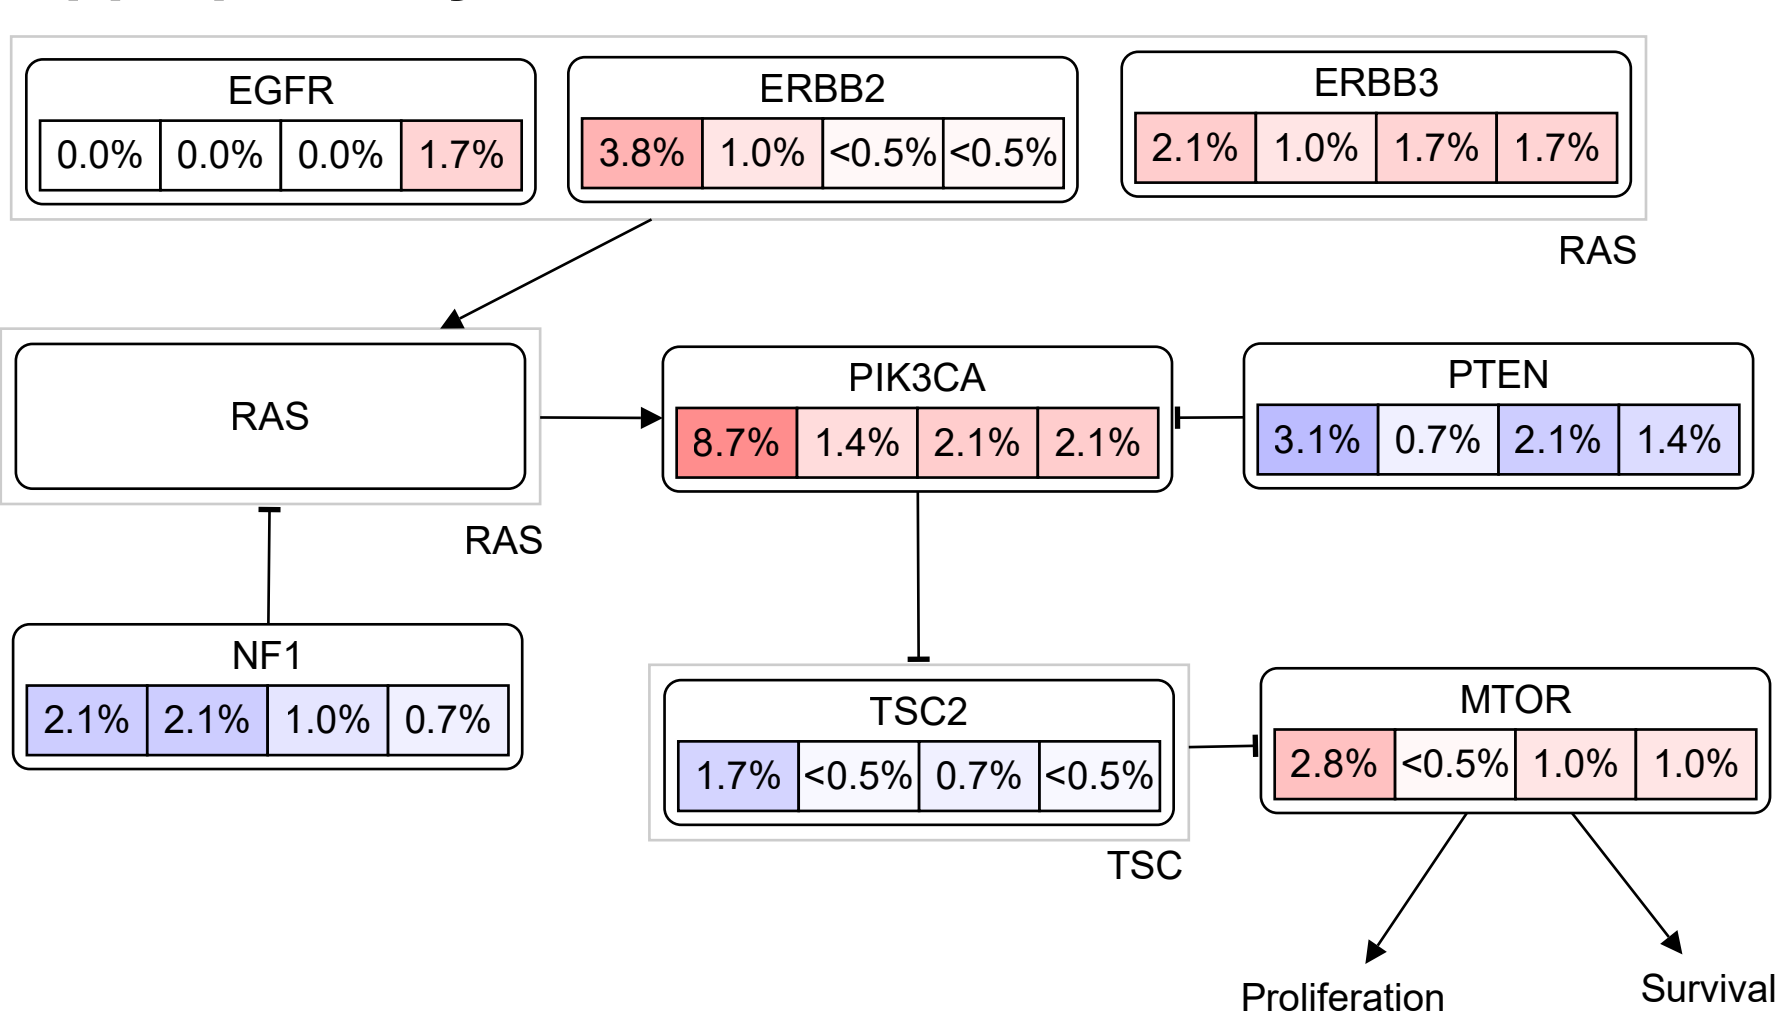 EGFR
0.0% 0.0% 0.0% 1.7%
ERBB2
3.8% 1.0% <0.5% <0.5%
ERBB3
2.1% 1.0% 1.7% 1.7%
RAS
RAS
RAS
PIK3CA
8.7% 1.4% 2.1% 2.1%
PTEN
3.1% 0.7% 2.1% 1.4%
NF1
2.1% 2.1% 1.0% 0.7%
TSC2
1.7% <0.5% 0.7% <0.5%
TSC
MTOR
2.8% <0.5% 1.0% 1.0%
Proliferation
Survival